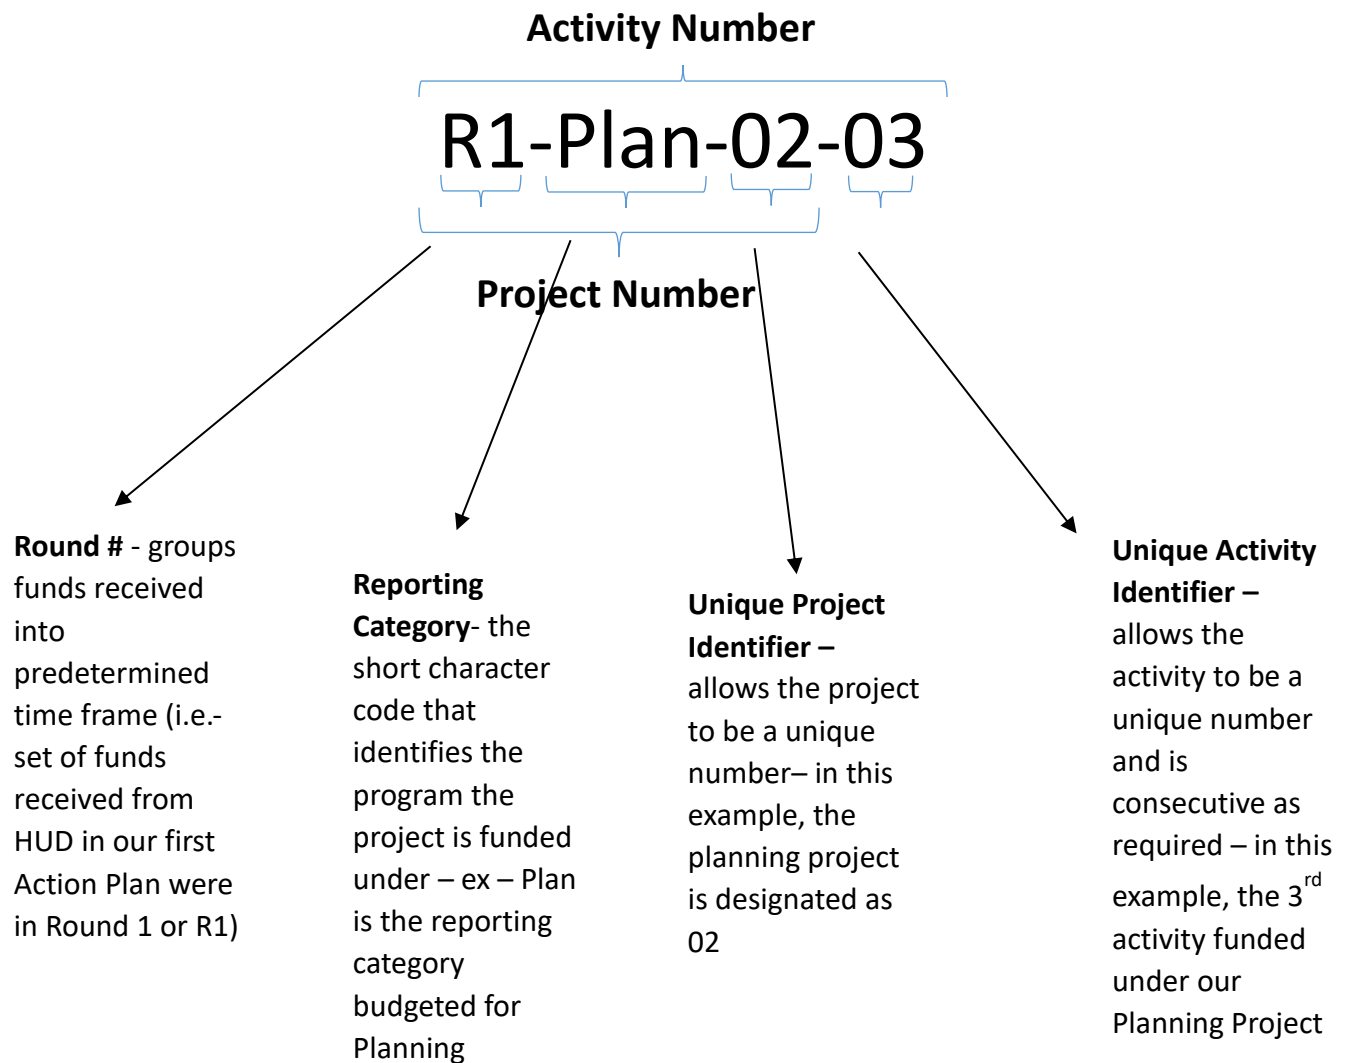 Activity Number
R1-Plan-02-03
Project Number
Round # - groups
funds received
into
predetermined
time frame (i.e.-
set of funds
received from
HUD in our first
Action Plan were
in Round 1 or R1)
Reporting
Category- the
short character
code that
identifies the
program the
project is funded
under – ex – Plan
is the reporting
category
budgeted for
Planning
Unique Project
Identifier –
allows the project
to be a unique
number– in this
example, the
planning project
is designated as
02
Unique Activity
Identifier –
allows the
activity to be a
unique number
and is
consecutive as
required – in this
example, the 3rd
activity funded
under our
Planning Project